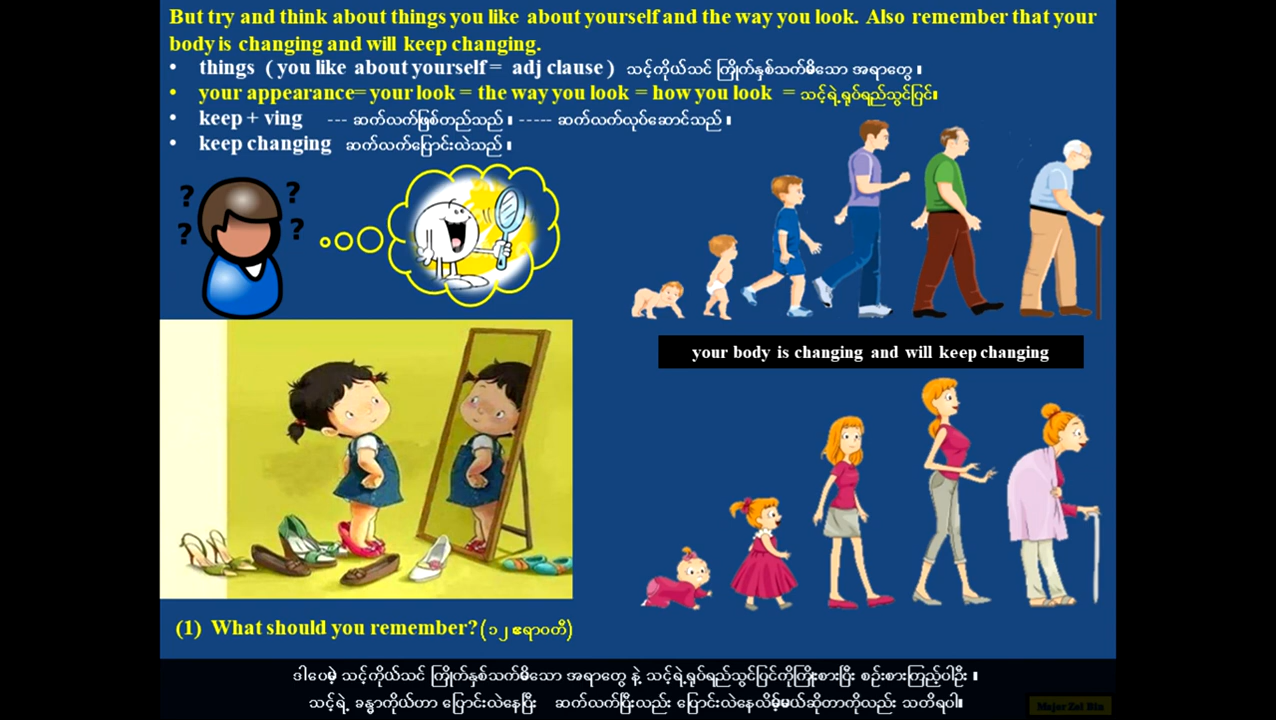 But try and think about things you like about yourself and the way you look. Also remember that your
body is changing and will keep changing.
• things ( you like about yourself = adj clause ) သင့်ကိုယ်သင် ကြိုက်နှစ်သက်မိသော အရာတွေ ။
• your appearance= your look = the way you look = how you look = သင့်ရဲ့ရုပ်ရည်သွင်ပြင်။
• keep + ving --- ဆက်လက်ဖြစ်တည်သည် ။ ----- ဆက်လက်လုပ်ဆောင်သည် ။
• keep changing ဆက်လက်ပြောင်းလဲသည် ။
? ?
? ?
your body is changing and will keep changing
(1) What should you remember? (၁၂ ဧရာဝတီ)
ဒါပေမဲ့ သင့်ကိုယ်သင် ကြိုက်နှစ်သက်မိသော အရာတွေ နဲ့ သင့်ရဲ့ရုပ်ရည်သွင်ပြင်ကိုကြိုးစားပြီး စဉ်းစားကြည့်ပါဦး ။
သင့်ရဲ့ ခန္ဓာကိုယ်ဟာ ပြောင်းလဲနေပြီး ဆက်လက်ပြီးလည်း ပြောင်းလဲနေလိမ့်မယ်ဆိုတာကိုလည်း သတိရပါ။
Major Zei Bin